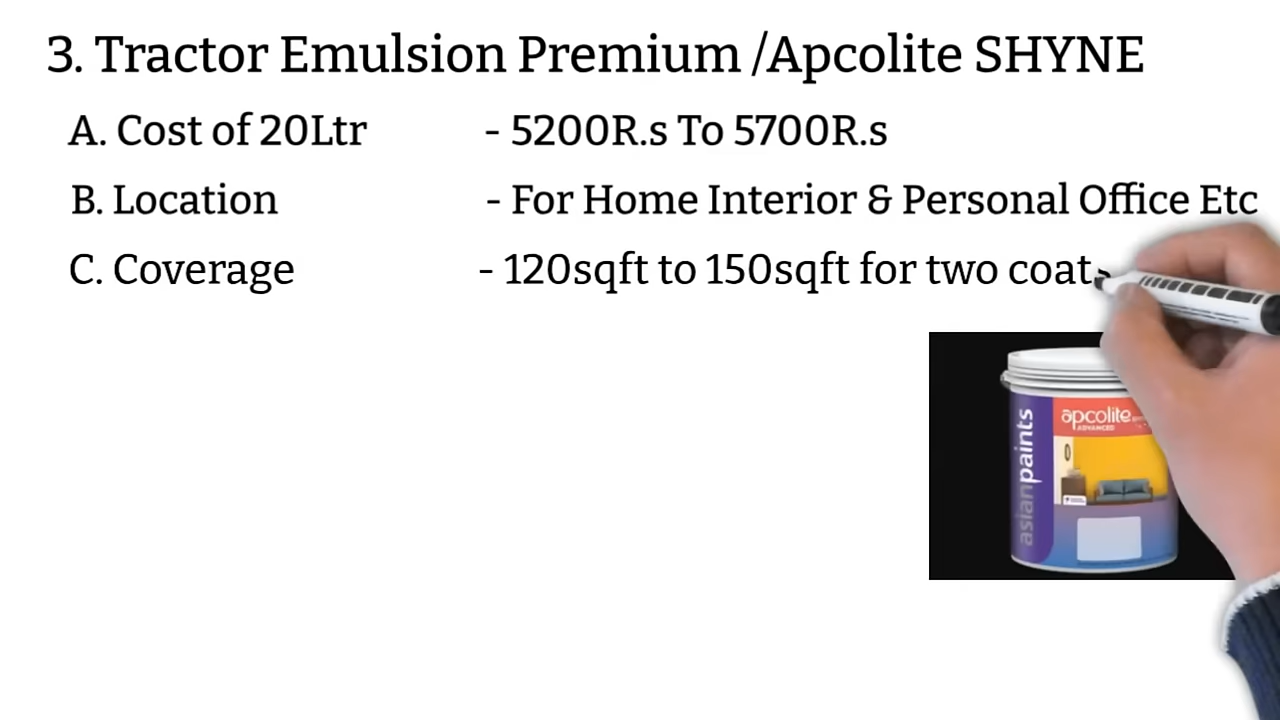 3. Tractor Emulsion Premium /Apcolite SHYNE
A. Cost of 20Ltr - 5200R.s To 5700R.s
B. Location - For Home Interior & Personal Office Etc
C. Coverage - 120sqft to 150sqft for two coat
asianpaints
apcolite
ADVANCED